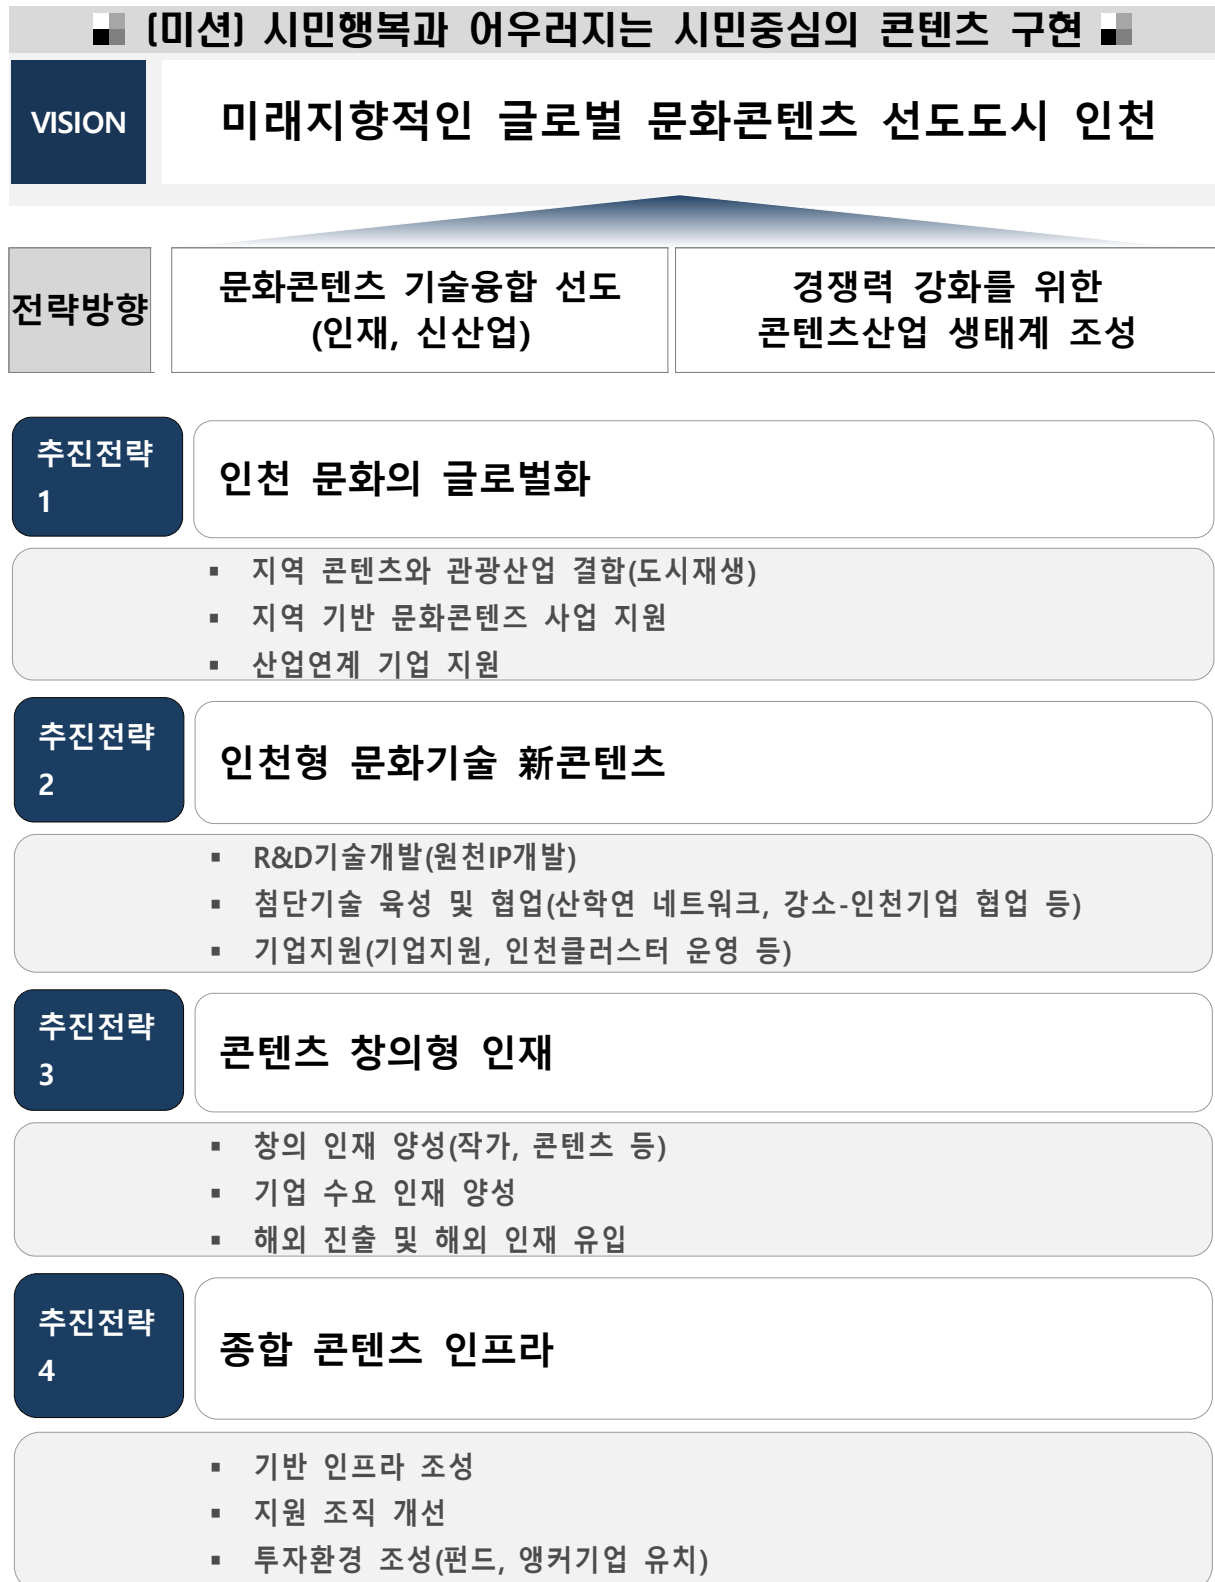 [미션] 시민행복과 어우러지는 시민중심의 콘텐츠 구현
VISION
미래지향적인 글로벌 문화콘텐츠 선도도시 인천
전략방향
문화콘텐츠 기술융합 선도
(인재, 신산업)
경쟁력 강화를 위한
콘텐츠산업 생태계 조성
추진전략
1
인천 문화의 글로벌화
▪ 지역 콘텐츠와 관광산업 결합(도시재생)
▪ 지역 기반 문화콘텐즈 사업 지원
▪ 산업연계 기업 지원
추진전략
2
인천형 문화기술 新콘텐츠
▪ R&D기술개발(원천IP개발)
▪ 첨단기술 육성 및 협업(산학연 네트워크, 강소-인천기업 협업 등)
▪ 기업지원(기업지원, 인천클러스터 운영 등)
추진전략
3
콘텐츠 창의형 인재
▪ 창의 인재 양성(작가, 콘텐츠 등)
▪ 기업 수요 인재 양성
▪ 해외 진출 및 해외 인재 유입
추진전략
4
종합 콘텐츠 인프라
▪ 기반 인프라 조성
▪ 지원 조직 개선
▪ 투자환경 조성(펀드, 앵커기업 유치)